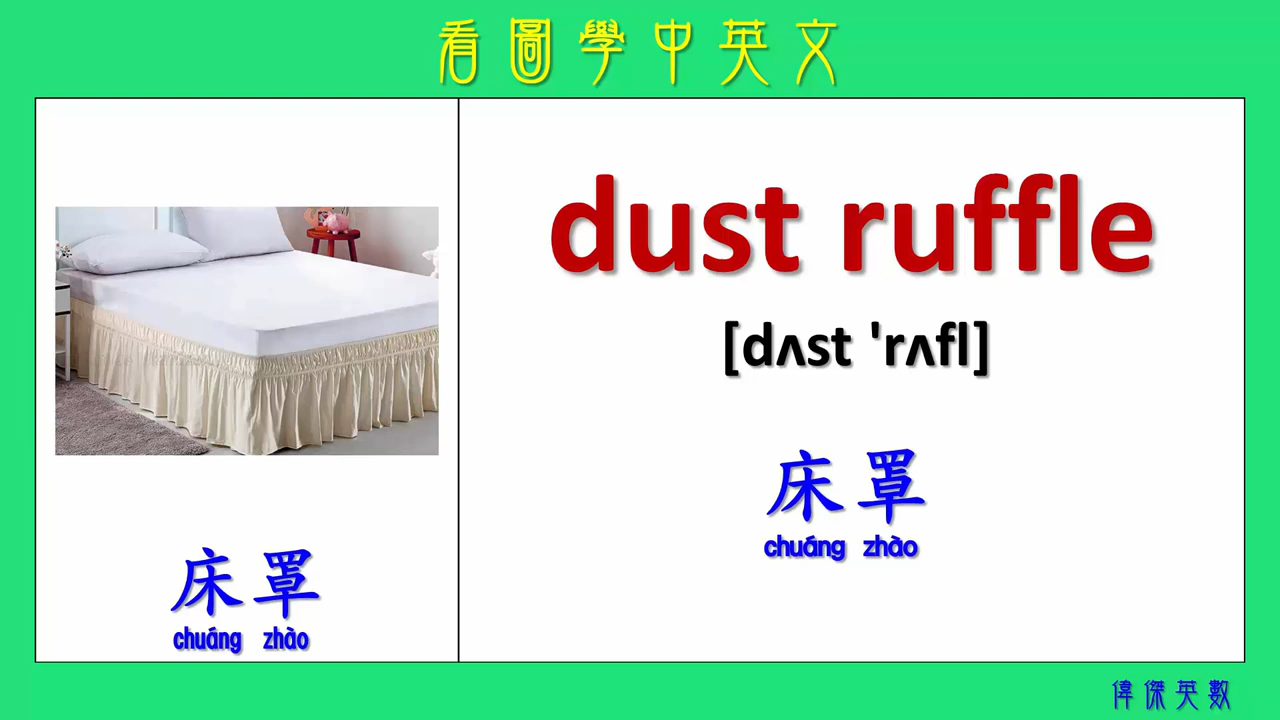 看圖學中英文
dust ruffle
[dʌst 'rʌfl]
床罩
chuáng zhào
床罩
chuáng zhào
偉傑英數